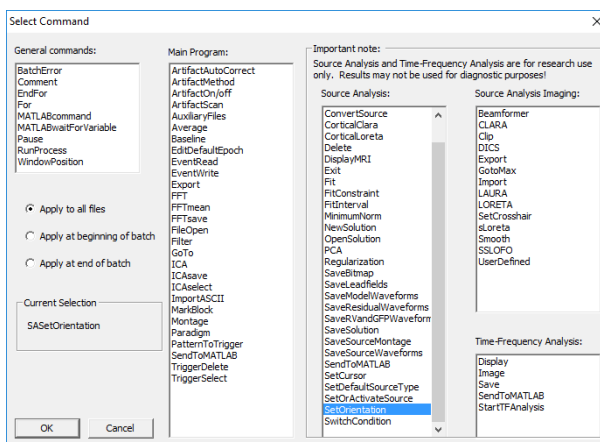 Select Command
General commands:
BatchError
Comment
EndFor
For
MATLABcommand
MATLABwaitForVariable
Pause
RunProcess
WindowPosition
Apply to all files
Apply at beginning of batch
Apply at end of batch
Current Selection
SASetOrientation
OK
Cancel
Main Program:
ArtifactAutoCorrect
ArtifactMethod
ArtifactOn/off
ArtifactScan
AuxiliaryFiles
Average
Baseline
EditDefaultEpoch
EventRead
EventWrite
Export
FFT
FFTmean
FFTsave
FileOpen
Filter
GoTo
ICA
ICAsave
ICAselect
ImportASCII
MarkBlock
Montage
Paradigm
PatternToTrigger
SendToMATLAB
TriggerDelete
TriggerSelect
Important note:
Source Analysis and Time-Frequency Analysis are for research use
only. Results may not be used for diagnostic purposes!
Source Analysis:
ConvertSource
CorticalClara
CorticalLoreta
Delete
DisplayMRI
Exit
Fit
FitConstraint
FitInterval
MinimumNorm
NewSolution
OpenSolution
PCA
Regularization
SaveBitmap
SaveLeadfields
SaveModelWaveforms
SaveResidualWaveforms
SaveRVandGFPWaveform
SaveSolution
SaveSourceMontage
SaveSourceWaveforms
SendToMATLAB
SetCursor
SetDefaultSourceType
SetOrActivateSource
SetOrientation
SwitchCondition
Source Analysis Imaging:
Beamformer
CLARA
Clip
DICS
Export
GotoMax
Import
LAURA
LORETA
SetCrosshair
sLoreta
Smooth
SSLOFO
UserDefined
Time-Frequency Analysis:
Display
Image
Save
SendToMATLAB
StartTFAnalysis